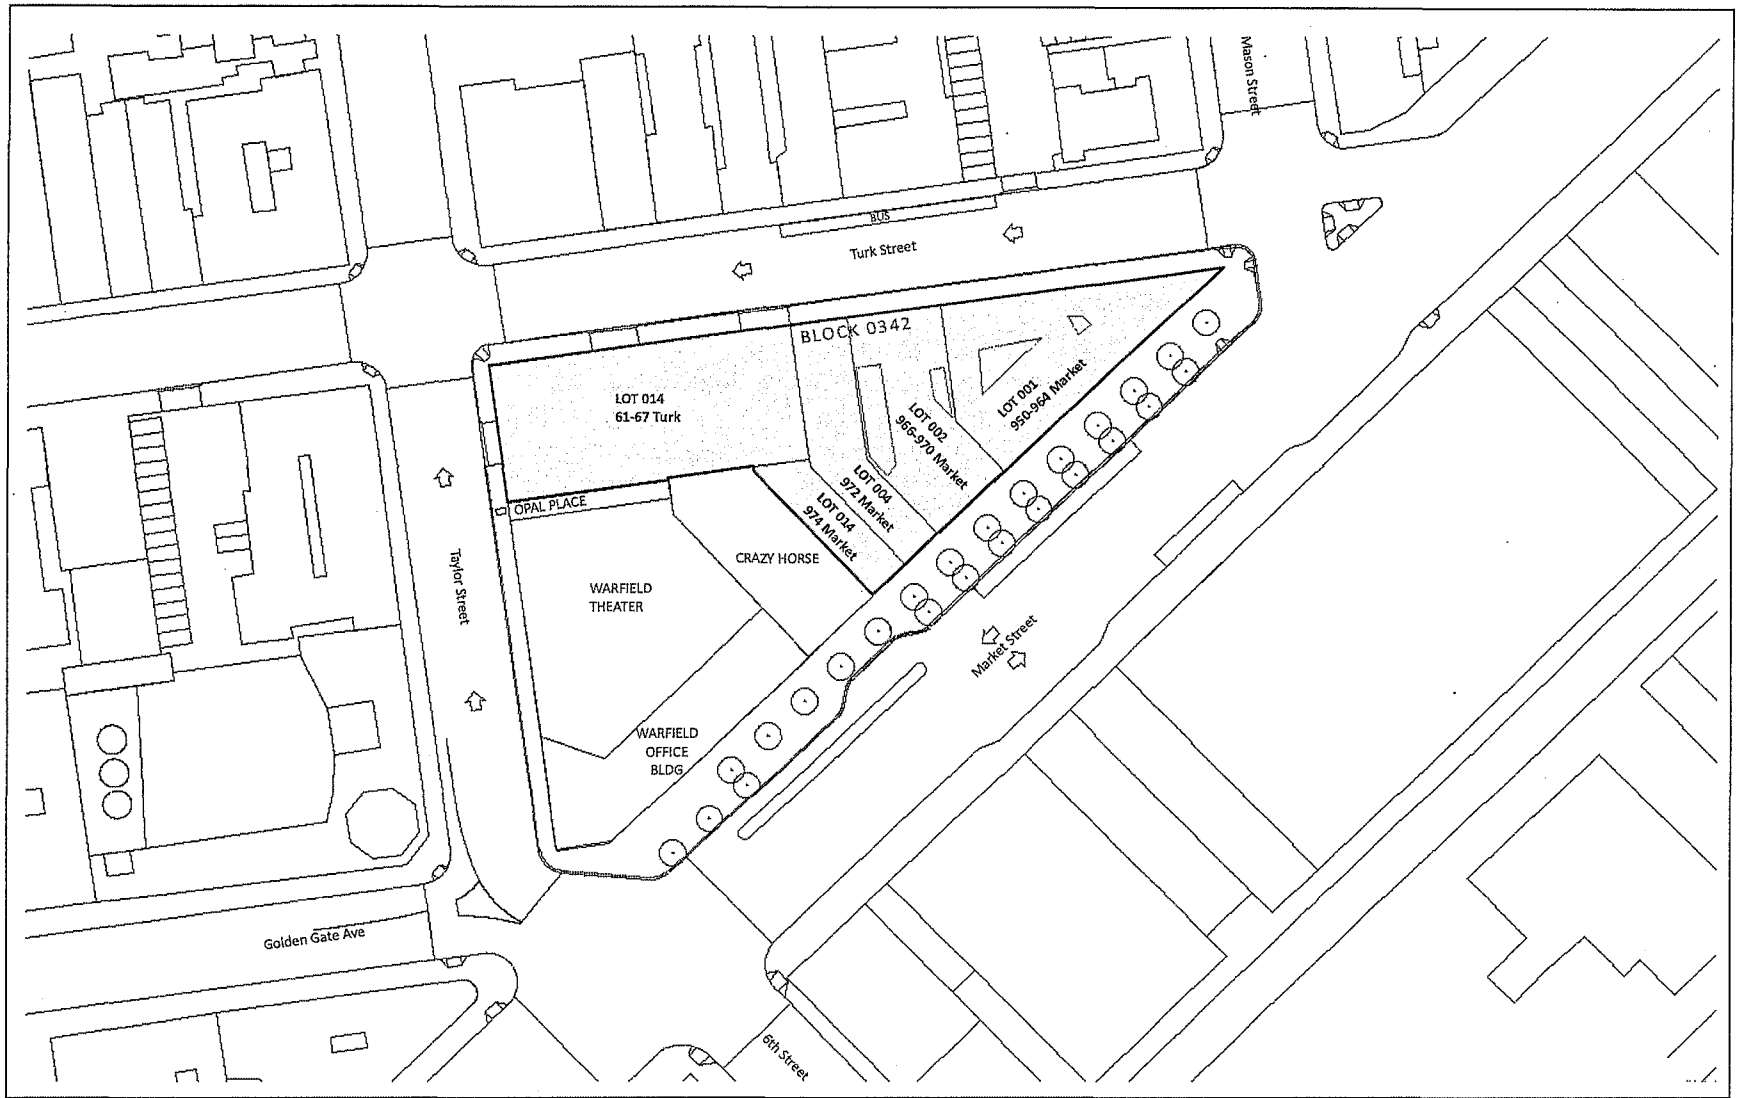 Mason Street
BUS
Turk Street
BLOCK 0342
LOT 014
61-67 Turk
LOT 001
950-964 Market
LOT 002
966-970 Market
LOT 004
972 Market
LOT 014
974 Market
OPAL PLACE
CRAZY HORSE
Taylor Street
WARFIELD
THEATER
Market Street
WARFIELD
OFFICE
BLDG
Golden Gate Ave
6th Street